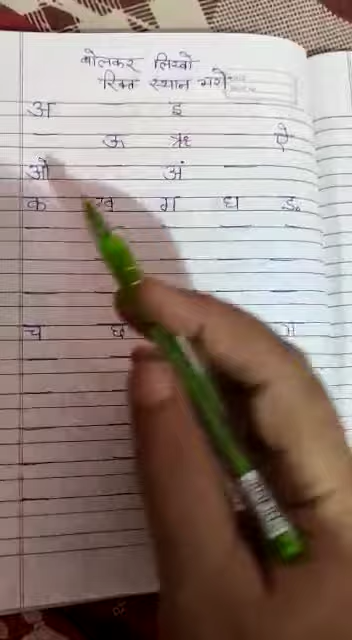 बोलकर लिखो
रिक्त स्थान भरो
अ इ
ऊ ऋ ऐ
ओ अं
क ख ग घ ङ
च छ